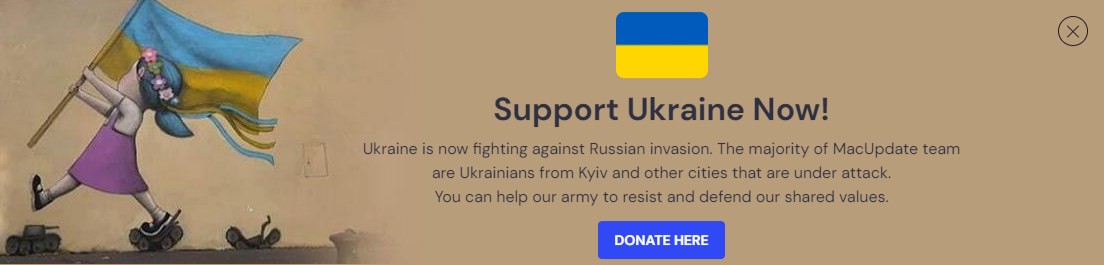 Support Ukraine Now!
Ukraine is now fighting against Russian invasion. The majority of MacUpdate team
are Ukrainians from Kyiv and other cities that are under attack.
You can help our army to resist and defend our shared values.
DONATE HERE